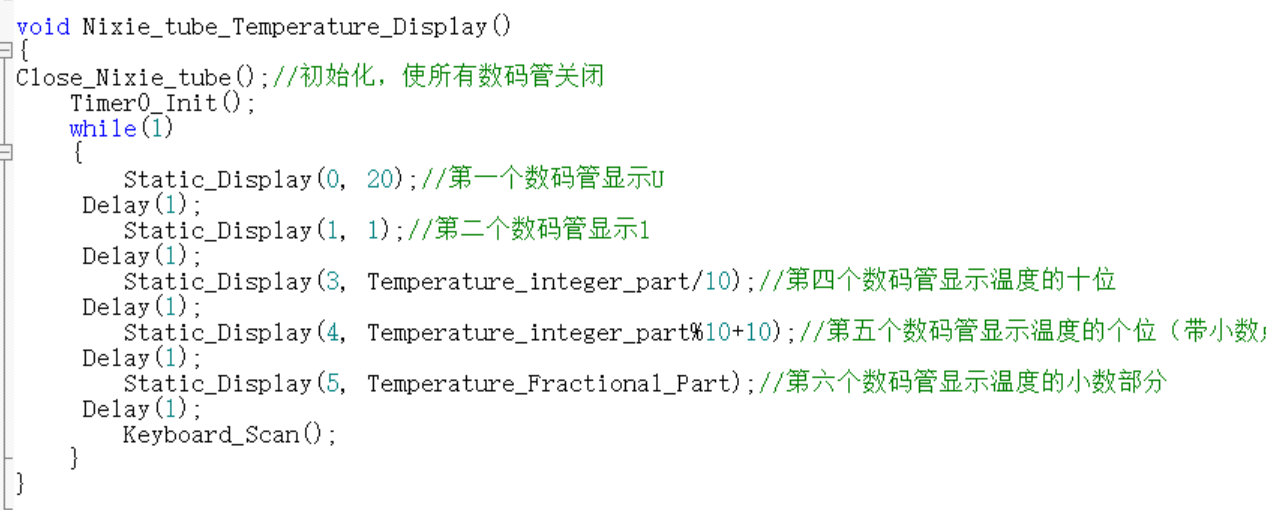 void Nixie_tube_Temperature_Display()
{
Close_Nixie_tube();//初始化，使所有数码管关闭
Timer0_Init();
while(1)
{
Static_Display(0, 20);//第一个数码管显示U
Delay(1);
Static_Display(1, 1);//第二个数码管显示1
Delay(1);
Static_Display(3, Temperature_integer_part/10);//第四个数码管显示温度的十位
Delay(1);
Static_Display(4, Temperature_integer_part%10+10);//第五个数码管显示温度的个位（带小数
Delay(1);
Static_Display(5, Temperature_Fractional_Part);//第六个数码管显示温度的小数部分
Delay(1);
Keyboard_Scan();
}
}